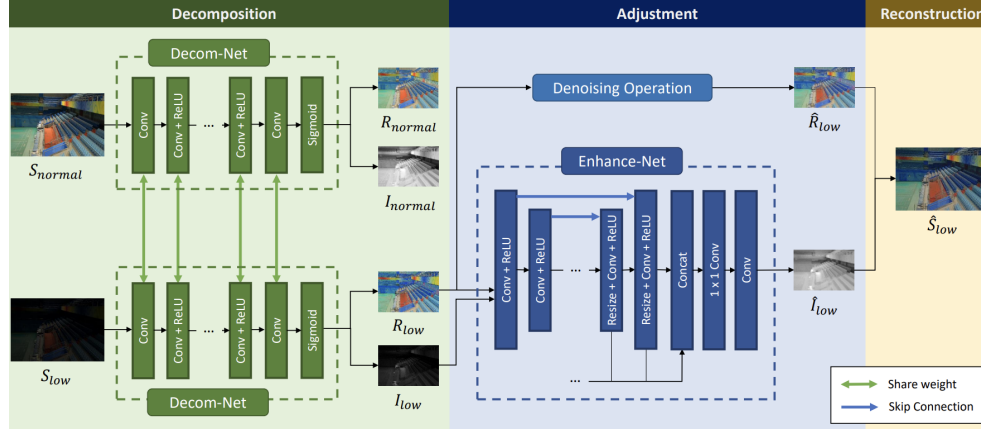 Decomposition
Adjustment
Reconstruction
Decom-Net
Conv
Conv + ReLU
...
Conv + ReLU
Conv
Sigmoid
S_normal
R_normal
I_normal
Denoising Operation
R̂_low
Enhance-Net
Conv + ReLU
Conv + ReLU
...
Resize + Conv + ReLU
Resize + Conv + ReLU
Concat
1 x 1 Conv
Conv
...
Î_low
Ŝ_low
Conv
Conv + ReLU
...
Conv + ReLU
Conv
Sigmoid
S_low
R_low
I_low
Decom-Net
Share weight
Skip Connection